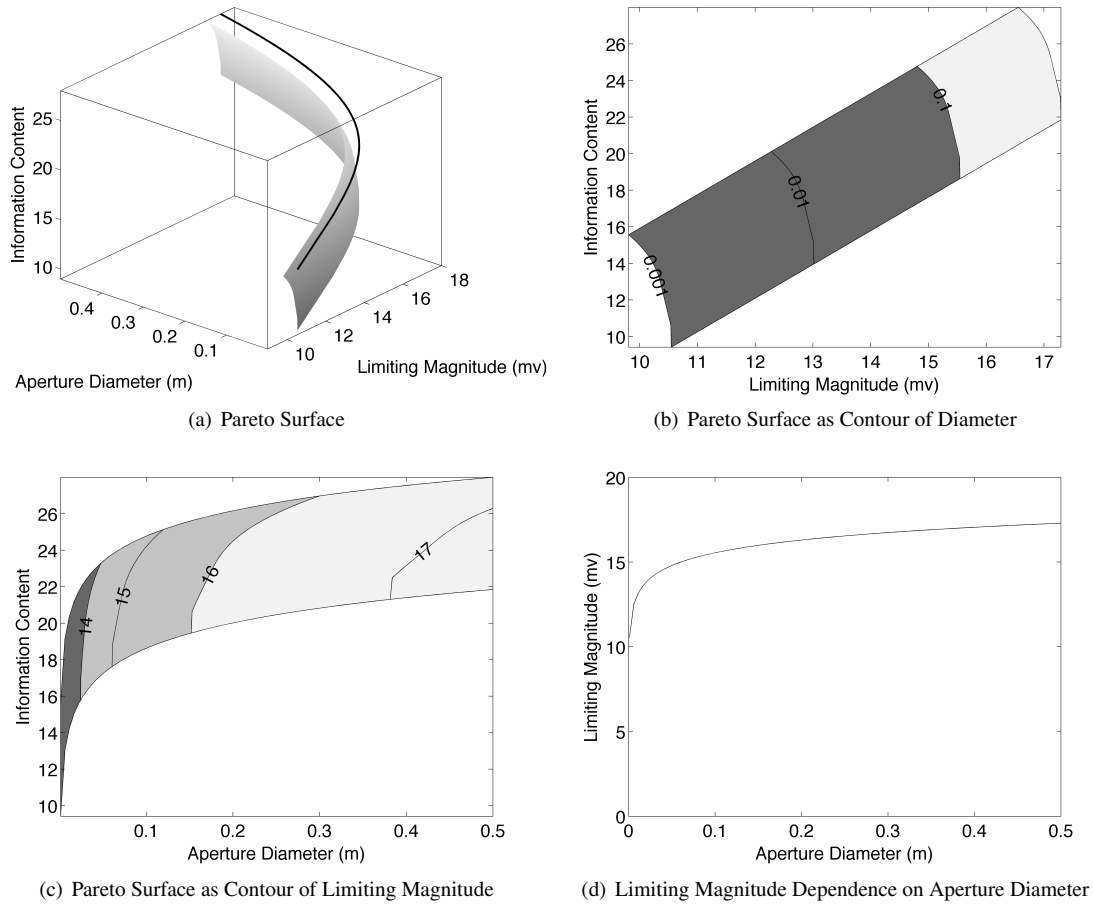 25
20
15
10
Information Content
0.4
0.3
0.2
0.1
Aperture Diameter (m)
10
12
14
16
18
Limiting Magnitude (mv)
(a) Pareto Surface
26
24
22
20
18
16
14
12
10
Information Content
0.001
0.01
0.1
10 11 12 13 14 15 16 17
Limiting Magnitude (mv)
(b) Pareto Surface as Contour of Diameter
26
24
22
20
18
16
14
12
10
Information Content
14
15
16
17
0.1 0.2 0.3 0.4 0.5
Aperture Diameter (m)
(c) Pareto Surface as Contour of Limiting Magnitude
20
15
10
5
0
Limiting Magnitude (mv)
0 0.1 0.2 0.3 0.4 0.5
Aperture Diameter (m)
(d) Limiting Magnitude Dependence on Aperture Diameter